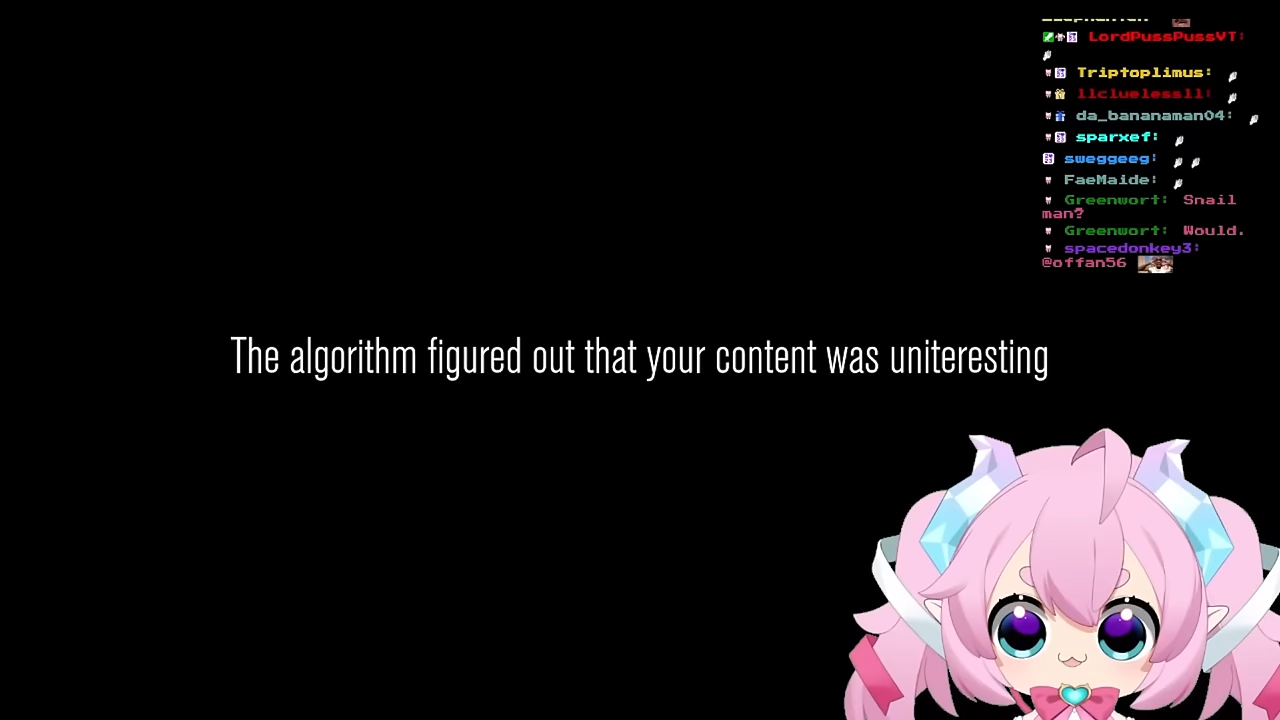 LordPussPussVT:
Triptoplimus:
llcluelessll:
da_bananaman04:
sparxef:
sweggeeg:
FaeMaide:
Greenwort: Snail
man?
Greenwort: Would.
spacedonkey3:
@offan56
The algorithm figured out that your content was uniteresting